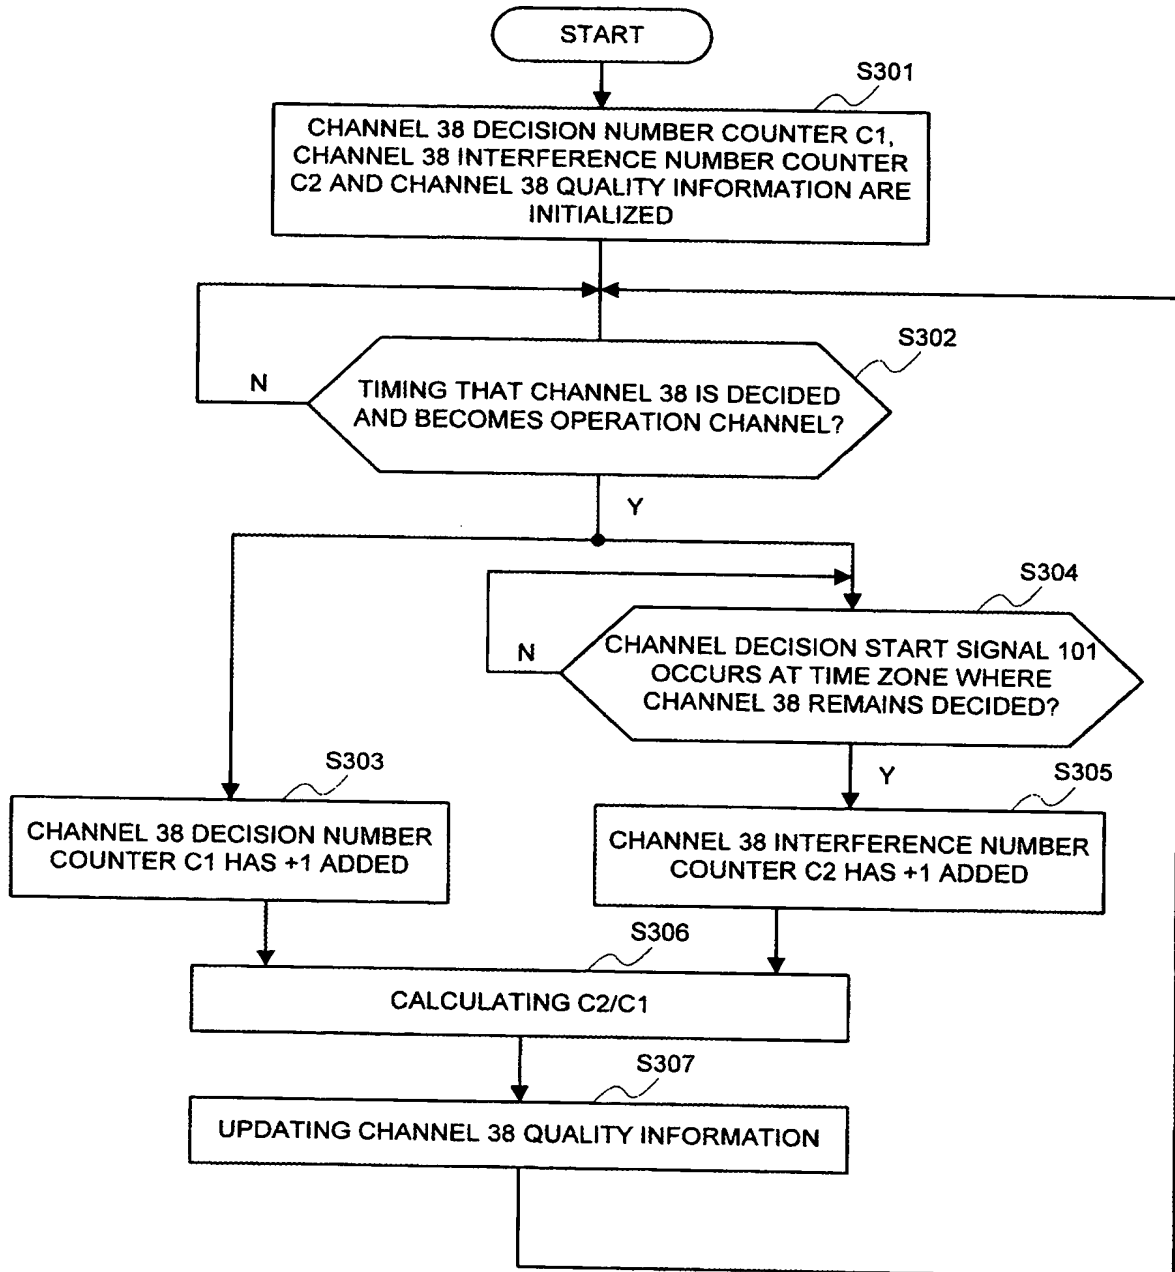 START
S301
CHANNEL 38 DECISION NUMBER COUNTER C1,
CHANNEL 38 INTERFERENCE NUMBER COUNTER
C2 AND CHANNEL 38 QUALITY INFORMATION ARE
INITIALIZED
S302
N
TIMING THAT CHANNEL 38 IS DECIDED
AND BECOMES OPERATION CHANNEL?
Y
S304
N
CHANNEL DECISION START SIGNAL 101
OCCURS AT TIME ZONE WHERE
CHANNEL 38 REMAINS DECIDED?
Y
S303
CHANNEL 38 DECISION NUMBER
COUNTER C1 HAS +1 ADDED
S305
CHANNEL 38 INTERFERENCE NUMBER
COUNTER C2 HAS +1 ADDED
S306
CALCULATING C2/C1
S307
UPDATING CHANNEL 38 QUALITY INFORMATION